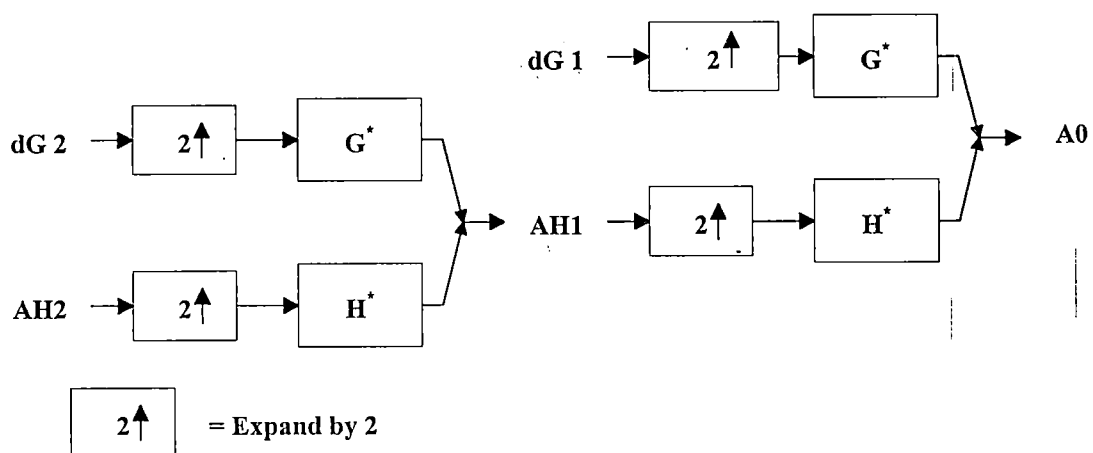 dG 1 2↑ G*
A0
dG 2 2↑ G*
AH1 2↑ H*
AH2 2↑ H*
2↑ = Expand by 2